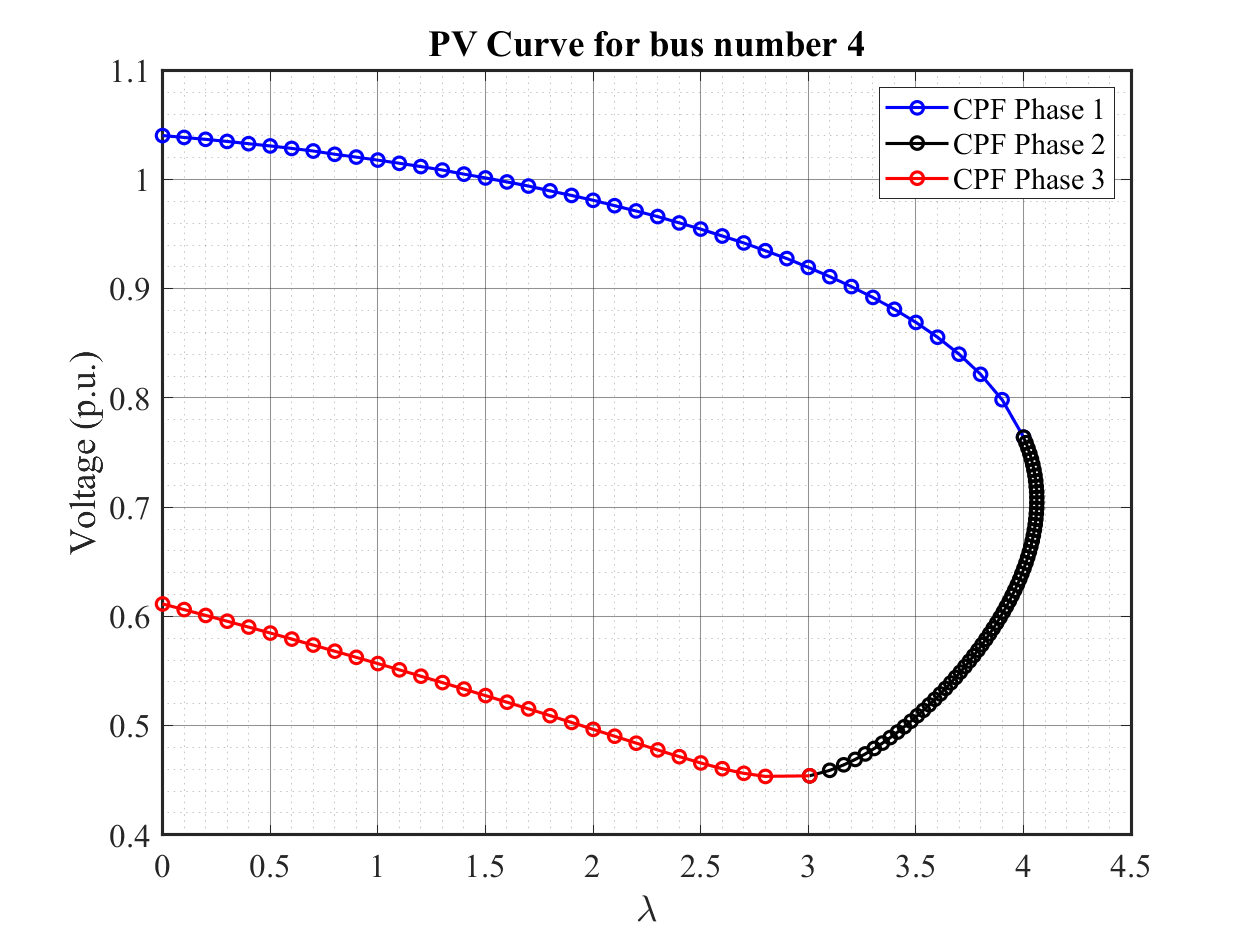 PV Curve for bus number 4
1.1
1
0.9
0.8
0.7
0.6
0.5
0.4
Voltage (p.u.)
CPF Phase 1
CPF Phase 2
CPF Phase 3
0 0.5 1 1.5 2 2.5 3 3.5 4 4.5
λ